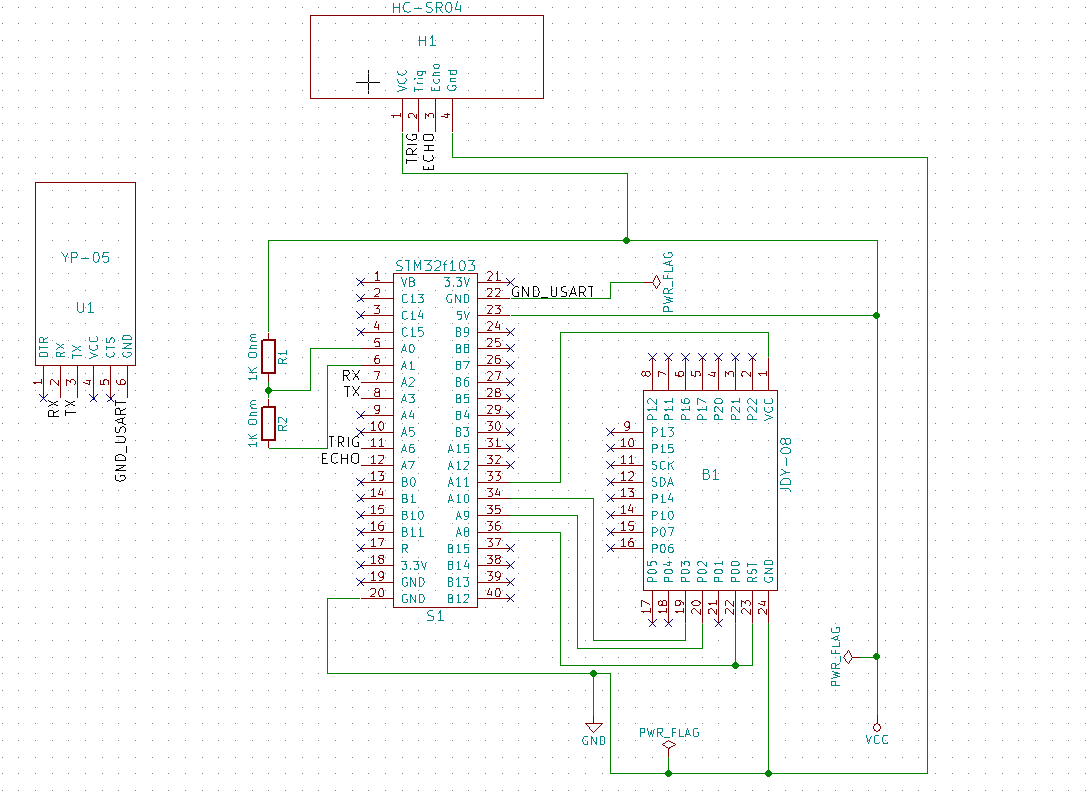 HC-SR04
H1
VCC
Trig
Echo
Gnd
1
2
3
4
TRIG
ECHO
YP-05
U1
DTR
RX
TX
VCC
CTS
GND
1
2
3
4
5
6
RX
TX
GND_USART
1K Ohm
R1
1K Ohm
R2
STM32f103
1 VB 3.3V 21
2 C13 GND 22 GND_USART
3 C14 5V 23
4 C15 B9 24
5 A0 B8 25
6 A1 B7 26
RX 7 A2 B6 27
TX 8 A3 B5 28
9 A4 B4 29
10 A5 B3 30
TRIG 11 A6 A15 31
ECHO 12 A7 A12 32
13 B0 A11 33
14 B1 A10 34
15 B10 A9 35
16 B11 A8 36
17 R B15 37
18 3.3V B14 38
19 GND B13 39
20 GND B12 40
S1
PWR_FLAG
8 7 6 5 4 3 2 1
P12 P11 P16 P17 P20 P21 P22 VCC
9 P13
10 P15
11 SCK
12 SDA
13 P14
14 P10
15 P07
16 P06
B1
JDY-08
P05 P04 P03 P02 P01 P00 RST GND
17 18 19 20 21 22 23 24
PWR_FLAG
VCC
GND
PWR_FLAG